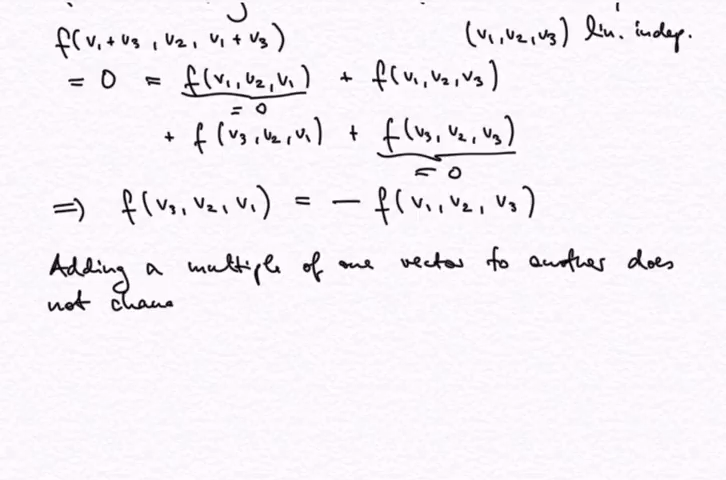 f(v₁ + v₃, v₂, v₁ + v₃) (v₁, v₂, v₃) lin. indep.
= 0 = f(v₁, v₂, v₁) + f(v₁, v₂, v₃)
= 0
+ f(v₃, v₂, v₁) + f(v₃, v₂, v₃)
= 0
⇒ f(v₃, v₂, v₁) = − f(v₁, v₂, v₃)
Adding a multiple of one vector to another does
not chang